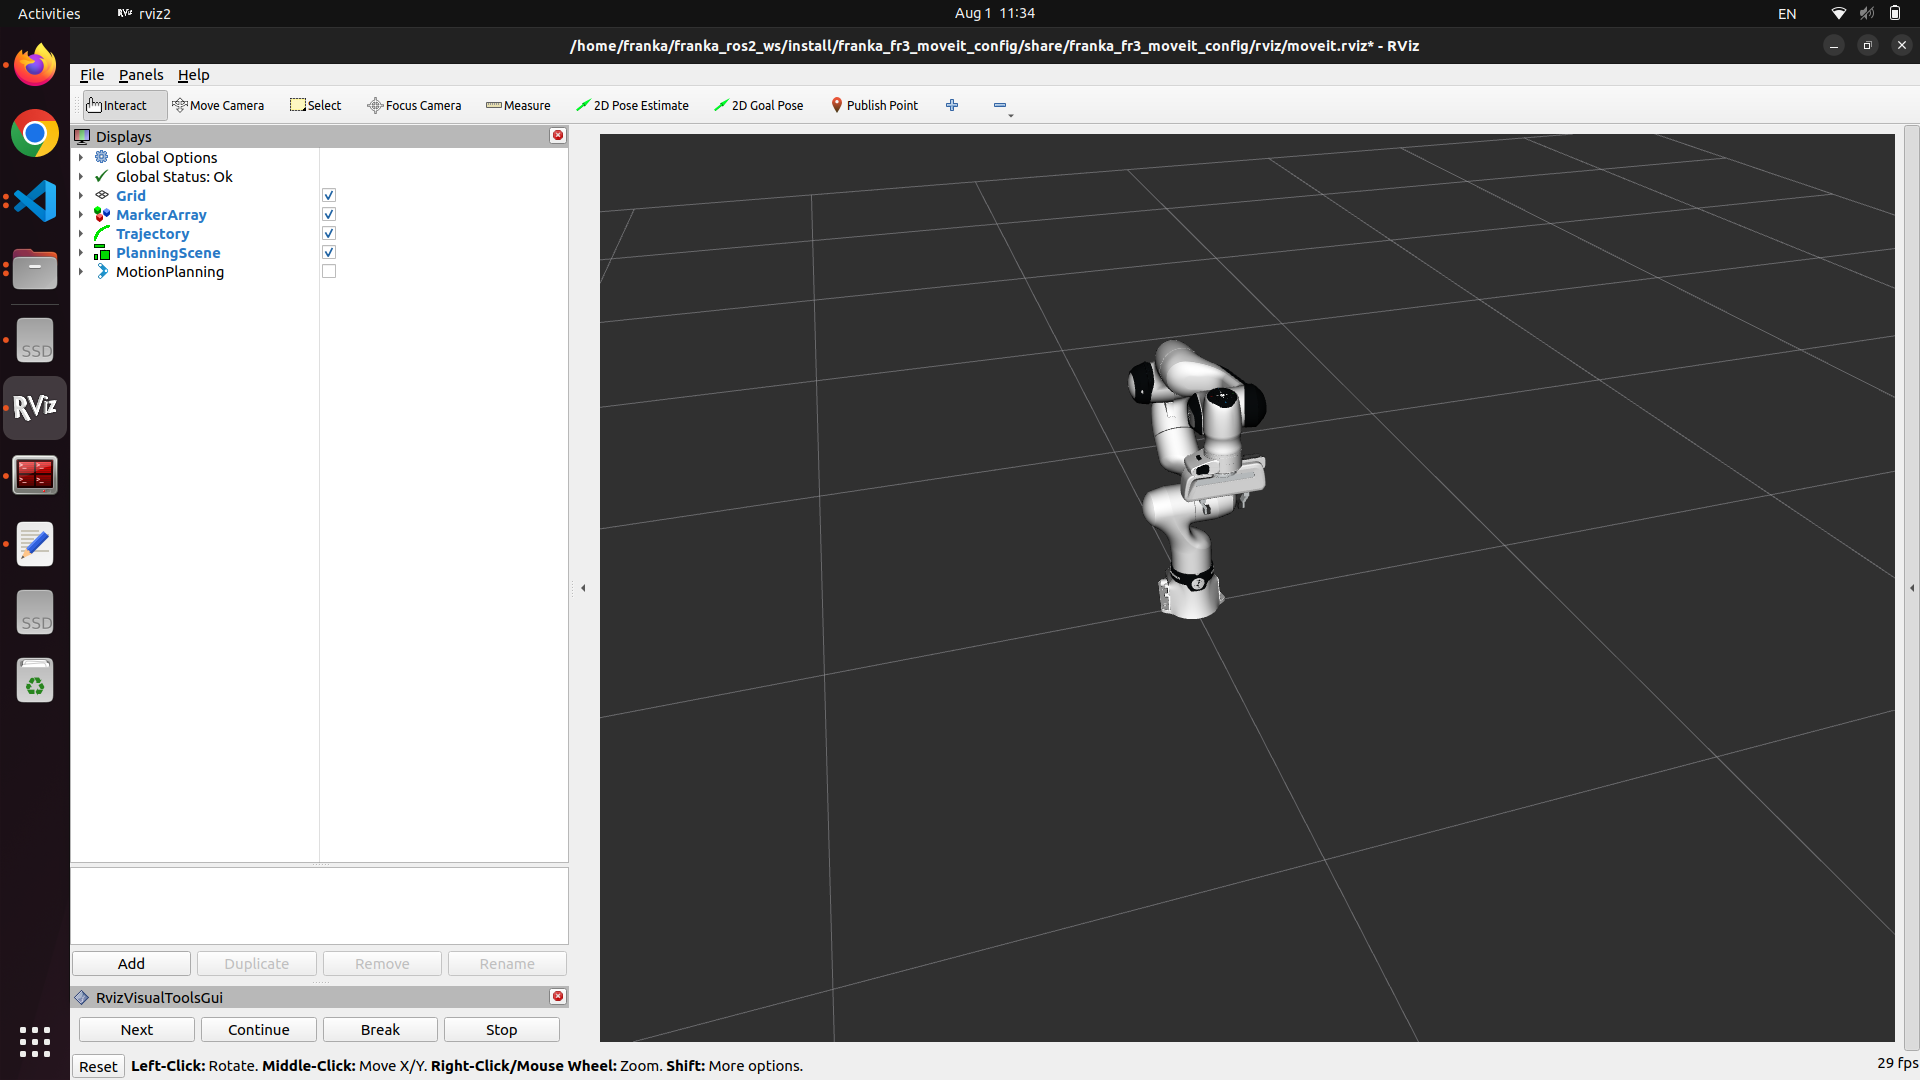 Activities
RViz rviz2
Aug 1 11:34
EN
/home/franka/franka_ros2_ws/install/franka_fr3_moveit_config/share/franka_fr3_moveit_config/rviz/moveit.rviz* - RViz
File Panels Help
Interact Move Camera Select Focus Camera Measure 2D Pose Estimate 2D Goal Pose Publish Point
Displays
Global Options
Global Status: Ok
Grid
MarkerArray
Trajectory
PlanningScene
MotionPlanning
SSD
RViz
SSD
Add Duplicate Remove Rename
RvizVisualToolsGui
Next Continue Break Stop
Reset Left-Click: Rotate. Middle-Click: Move X/Y. Right-Click/Mouse Wheel: Zoom. Shift: More options.
29 fps